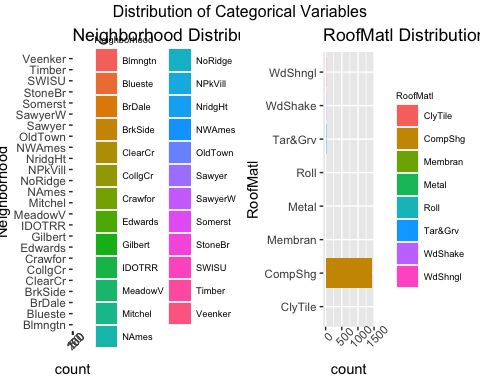 Distribution of Categorical Variables
Neighborhood Distribu
Neighborhood
Veenker
Timber
SWISU
StoneBr
Somerst
SawyerW
Sawyer
OldTown
NWAmes
NridgHt
NPkVill
NoRidge
NAmes
Mitchel
MeadowV
IDOTRR
Gilbert
Edwards
Crawfor
CollgCr
ClearCr
BrkSide
BrDale
Blueste
Blmngtn
count
Neighborhood
Blmngtn
Blueste
BrDale
BrkSide
ClearCr
CollgCr
Crawfor
Edwards
Gilbert
IDOTRR
MeadowV
Mitchel
NAmes
NoRidge
NPkVill
NridgHt
NWAmes
OldTown
Sawyer
SawyerW
Somerst
StoneBr
SWISU
Timber
Veenker
RoofMatl Distribution
RoofMatl
WdShngl
WdShake
Tar&Grv
Roll
Metal
Membran
CompShg
ClyTile
0 500 1000 1500
count
RoofMatl
ClyTile
CompShg
Membran
Metal
Roll
Tar&Grv
WdShake
WdShngl